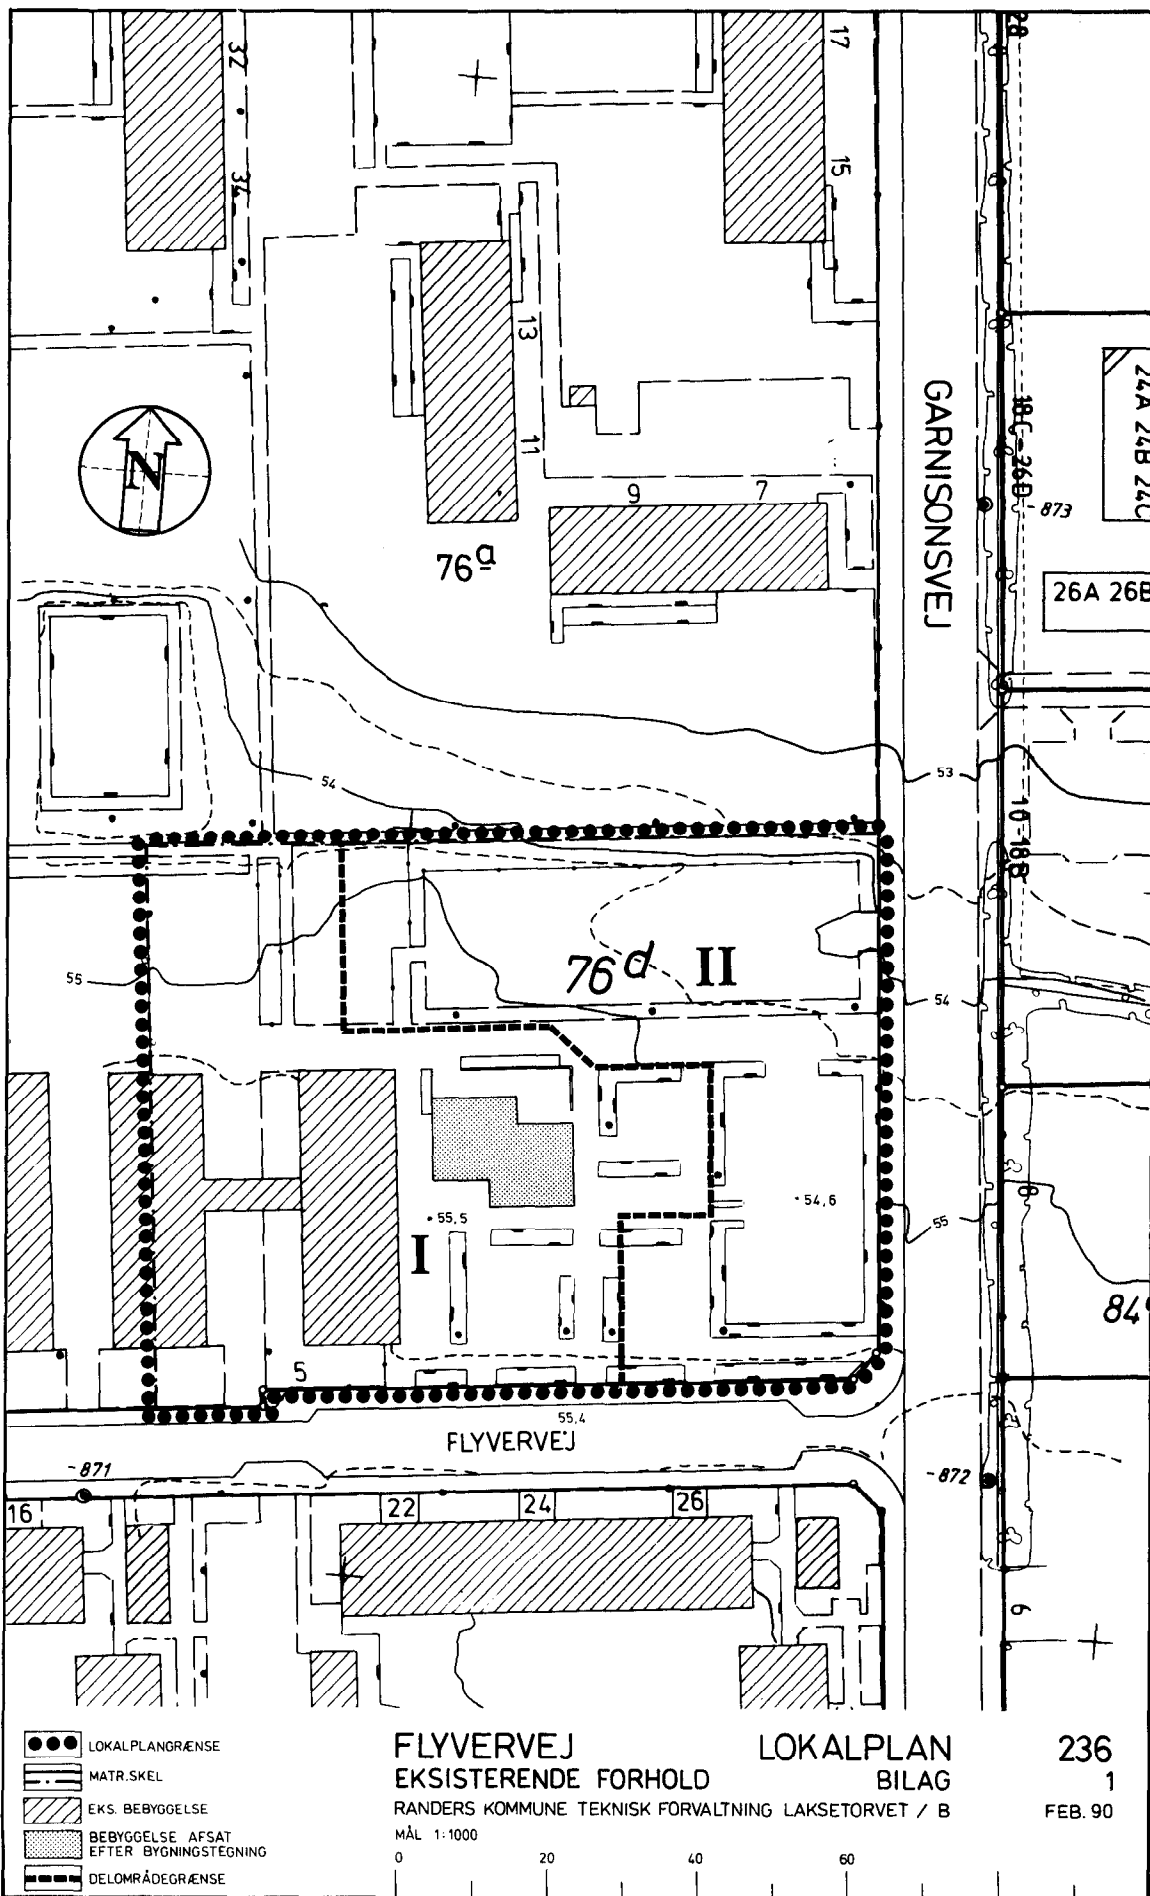 32
34
17
15
28
13
11
9
7
76a
N
GARNISONSVEJ
18C-26D
873
24A 24B 24C
26A 26B
54
53
16-18B
55
76d
II
54
8
54,6
55,5
55
I
84
5
55,4
FLYVERVEJ
871
872
16
22
24
26
6
LOKALPLANGRÆNSE
MATR.SKEL
EKS. BEBYGGELSE
BEBYGGELSE AFSAT
EFTER BYGNINGSTEGNING
DELOMRÅDEGRÆNSE
FLYVERVEJ LOKALPLAN 236
EKSISTERENDE FORHOLD BILAG 1
RANDERS KOMMUNE TEKNISK FORVALTNING LAKSETORVET / B FEB. 90
MÅL 1:1000
0 20 40 60